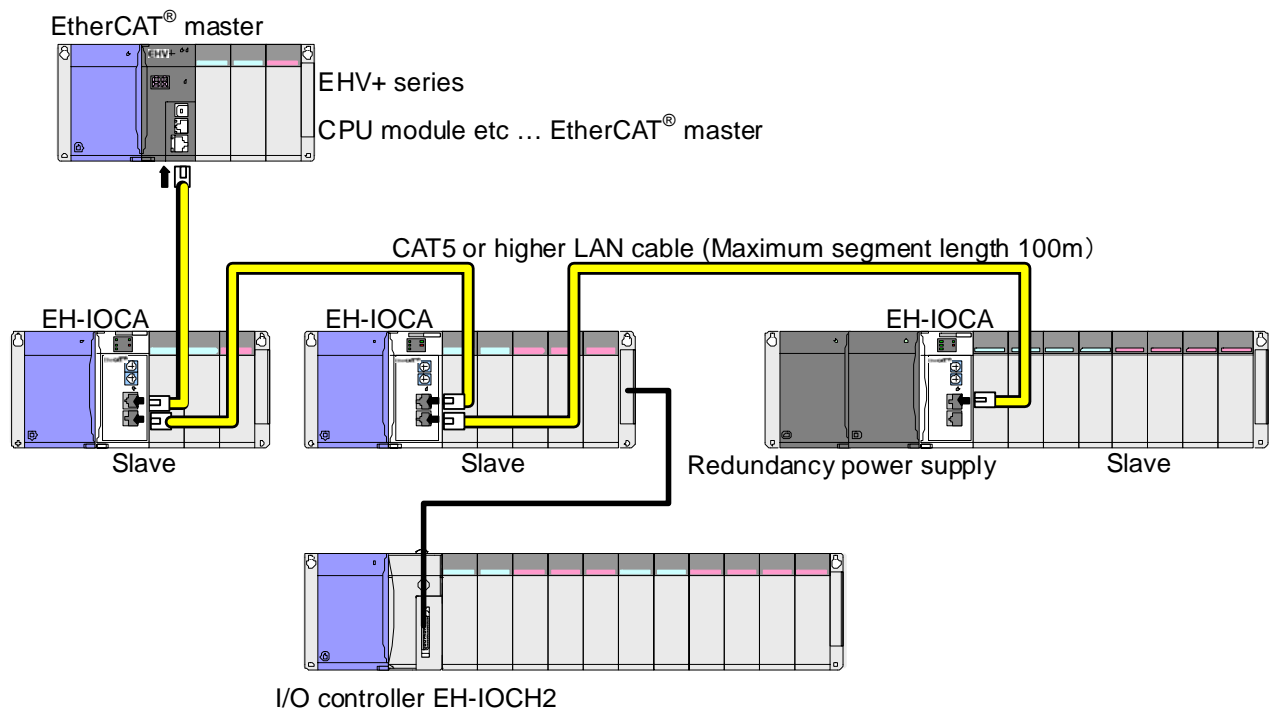 EtherCAT® master
EHV+
EHV+ series
CPU module etc … EtherCAT® master
CAT5 or higher LAN cable (Maximum segment length 100m）
EH-IOCA
EH-IOCA
EH-IOCA
Slave
Slave
Redundancy power supply
Slave
I/O controller EH-IOCH2